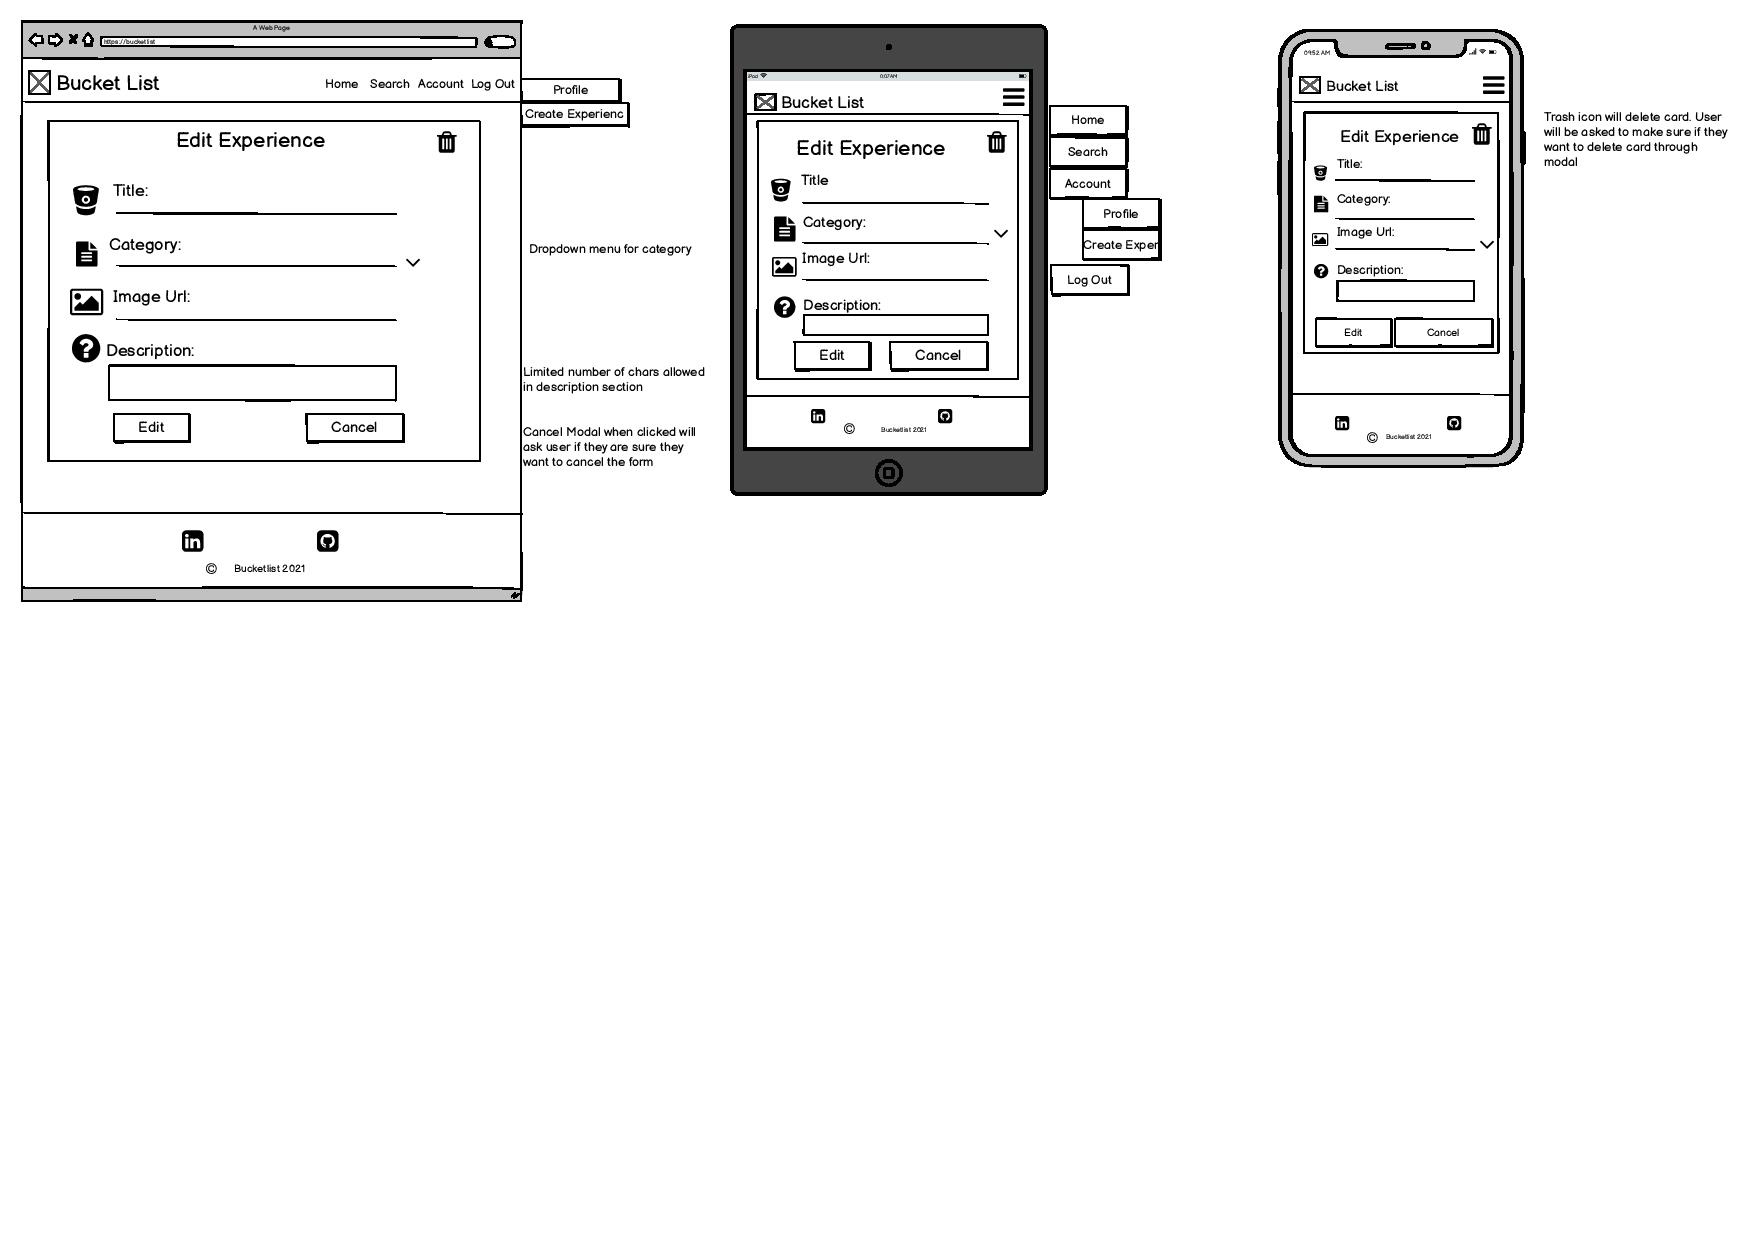 A Web Page
https://bucketlist
Bucket List
Home Search Account Log Out
Profile
Create Experienc
Edit Experience
Title:
Category:
Dropdown menu for category
Image Url:
Description:
Limited number of chars allowed
in description section
Edit Cancel
Cancel Modal when clicked will
ask user if they are sure they
want to cancel the form
© Bucketlist 2021
iPad 0:07AM
Bucket List
Home
Search
Account
Profile
Create Exper
Log Out
Edit Experience
Title
Category:
Image Url:
Description:
Edit Cancel
© Bucketlist 2021
09:52 AM
Bucket List
Edit Experience
Title:
Category:
Image Url:
Description:
Edit Cancel
© Bucketlist 2021
Trash icon will delete card. User
will be asked to make sure if they
want to delete card through
modal